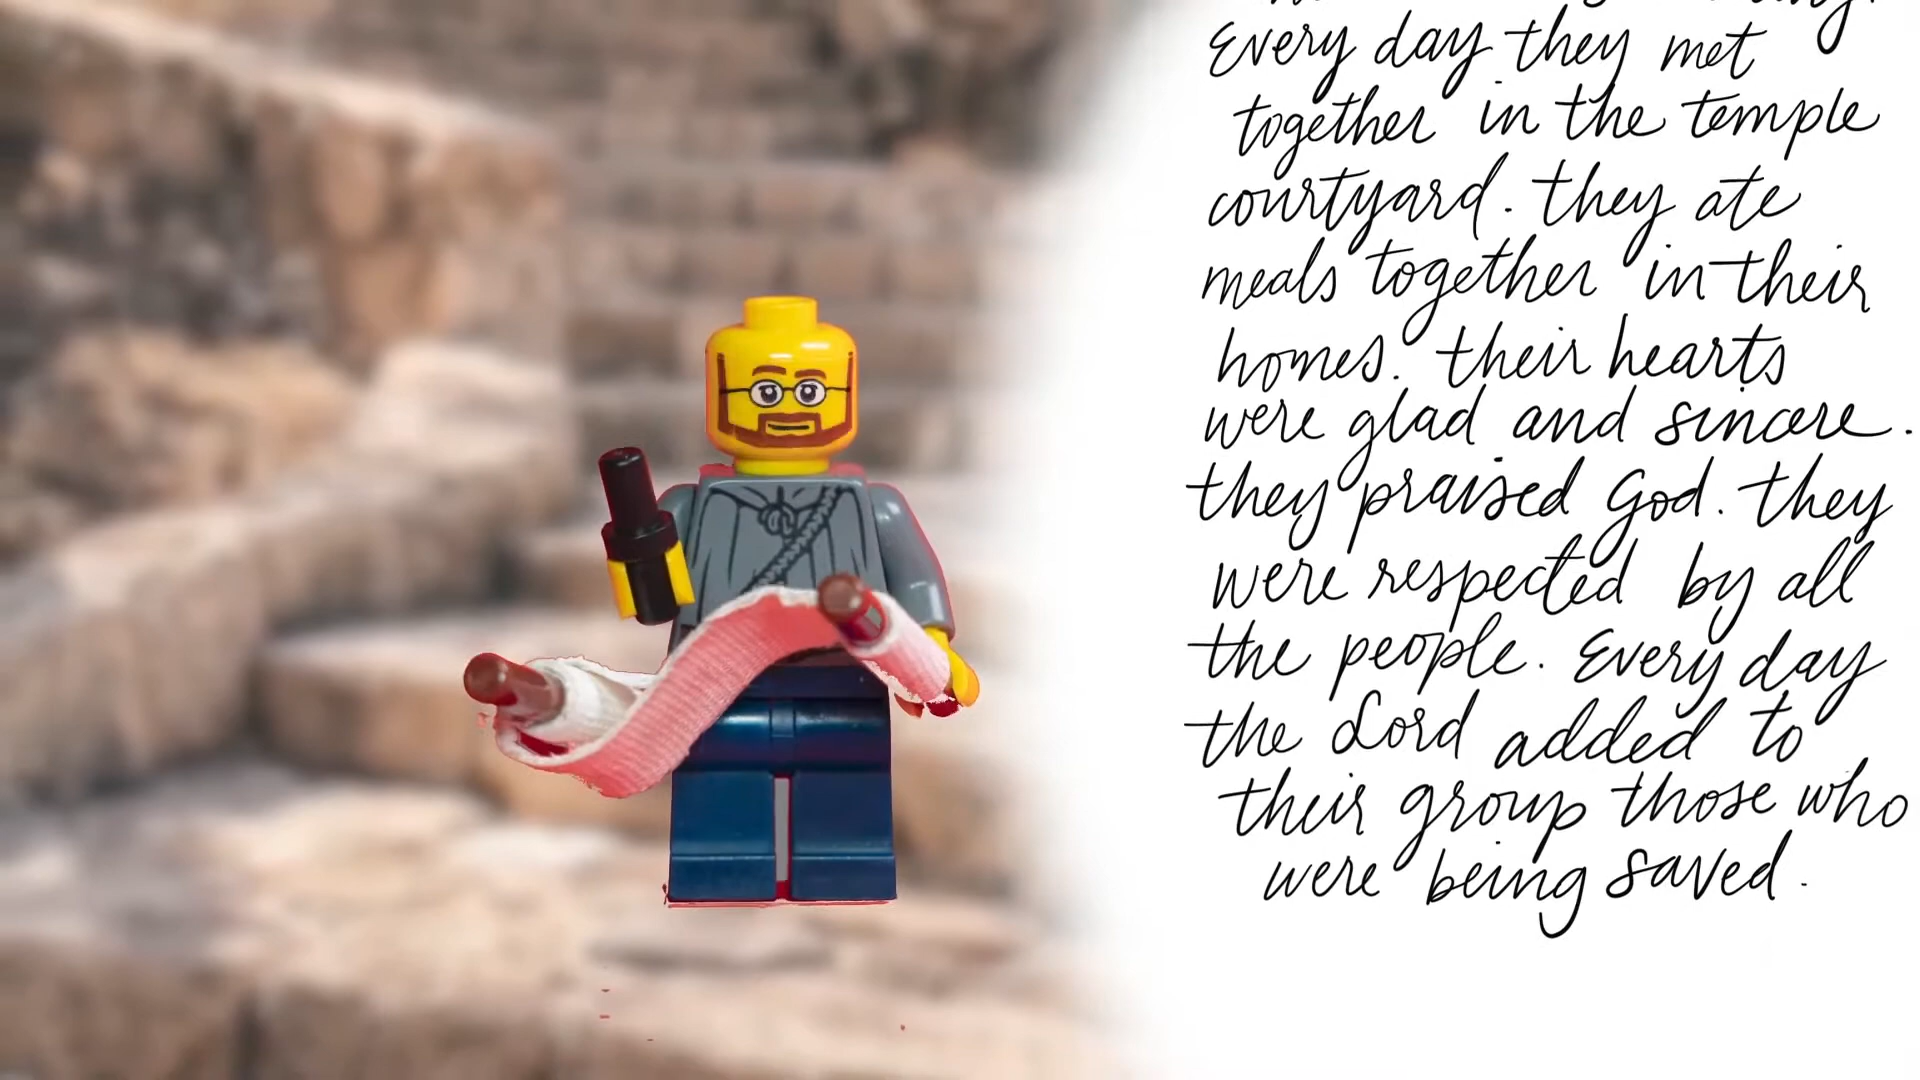 Every day they met
together in the temple
courtyard. they ate
meals together in their
homes. their hearts
were glad and sincere.
they praised God. they
were respected by all
the people. Every day
the Lord added to
their group those who
were being saved.